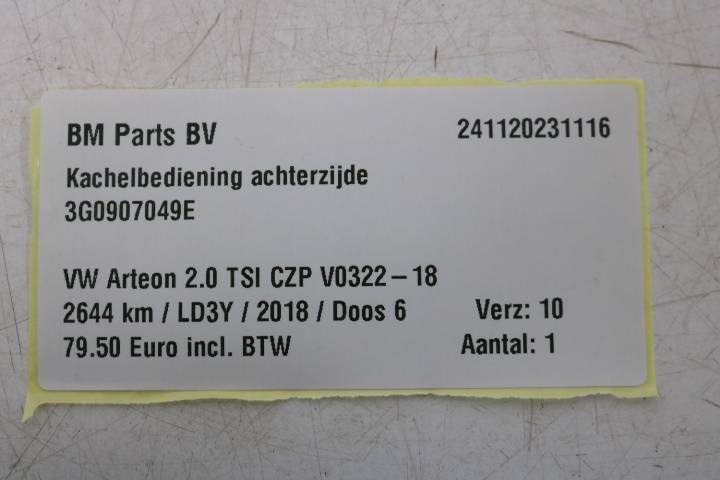 BM Parts BV 241120231116
Kachelbediening achterzijde
3G0907049E
VW Arteon 2.0 TSI CZP V0322-18
2644 km / LD3Y / 2018 / Doos 6 Verz: 10
79.50 Euro incl. BTW Aantal: 1